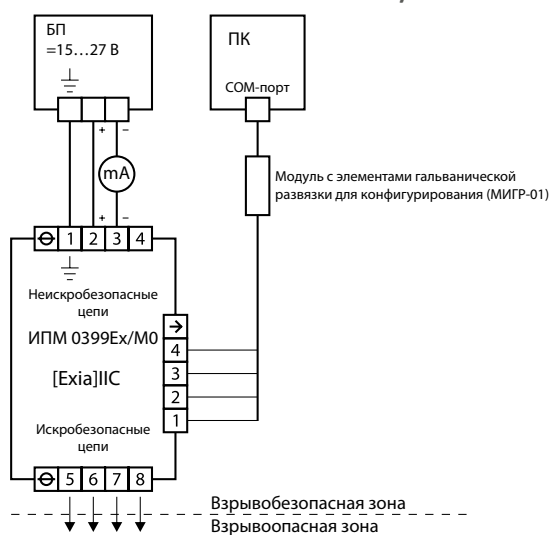 БП
=15…27 В
ПК
COM-порт
+ −
mA
Модуль с элементами гальванической
развязки для конфигурирования (МИГР-01)
+ −
1 2 3 4
Неискробезопасные
цепи
ИПМ 0399Ex/М0
→
4
[Exia]IIC
3
2
1
Искробезопасные
цепи
5 6 7 8
Взрывобезопасная зона
Взрывоопасная зона